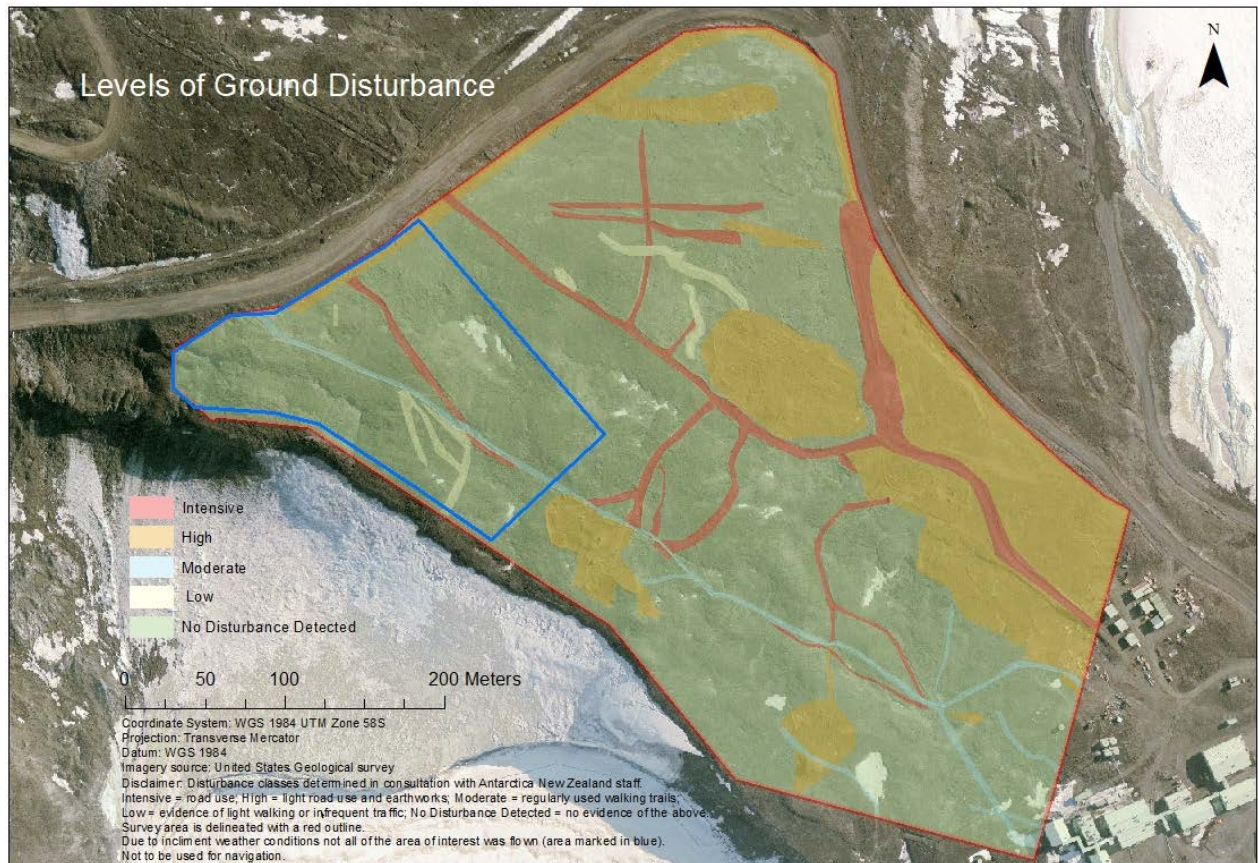 N
Levels of Ground Disturbance
Intensive
High
Moderate
Low
No Disturbance Detected
0 50 100 200 Meters
Coordinate System: WGS 1984 UTM Zone 58S
Projection: Transverse Mercator
Datum: WGS 1984
Imagery source: United States Geological survey
Disclaimer: Disturbance classes determined in consultation with Antarctica New Zealand staff.
Intensive = road use; High = light road use and earthworks; Moderate = regularly used walking trails;
Low = evidence of light walking or infrequent traffic; No Disturbance Detected = no evidence of the above.
Survey area is delineated with a red outline.
Due to incliment weather conditions not all of the area of interest was flown (area marked in blue).
Not to be used for navigation.